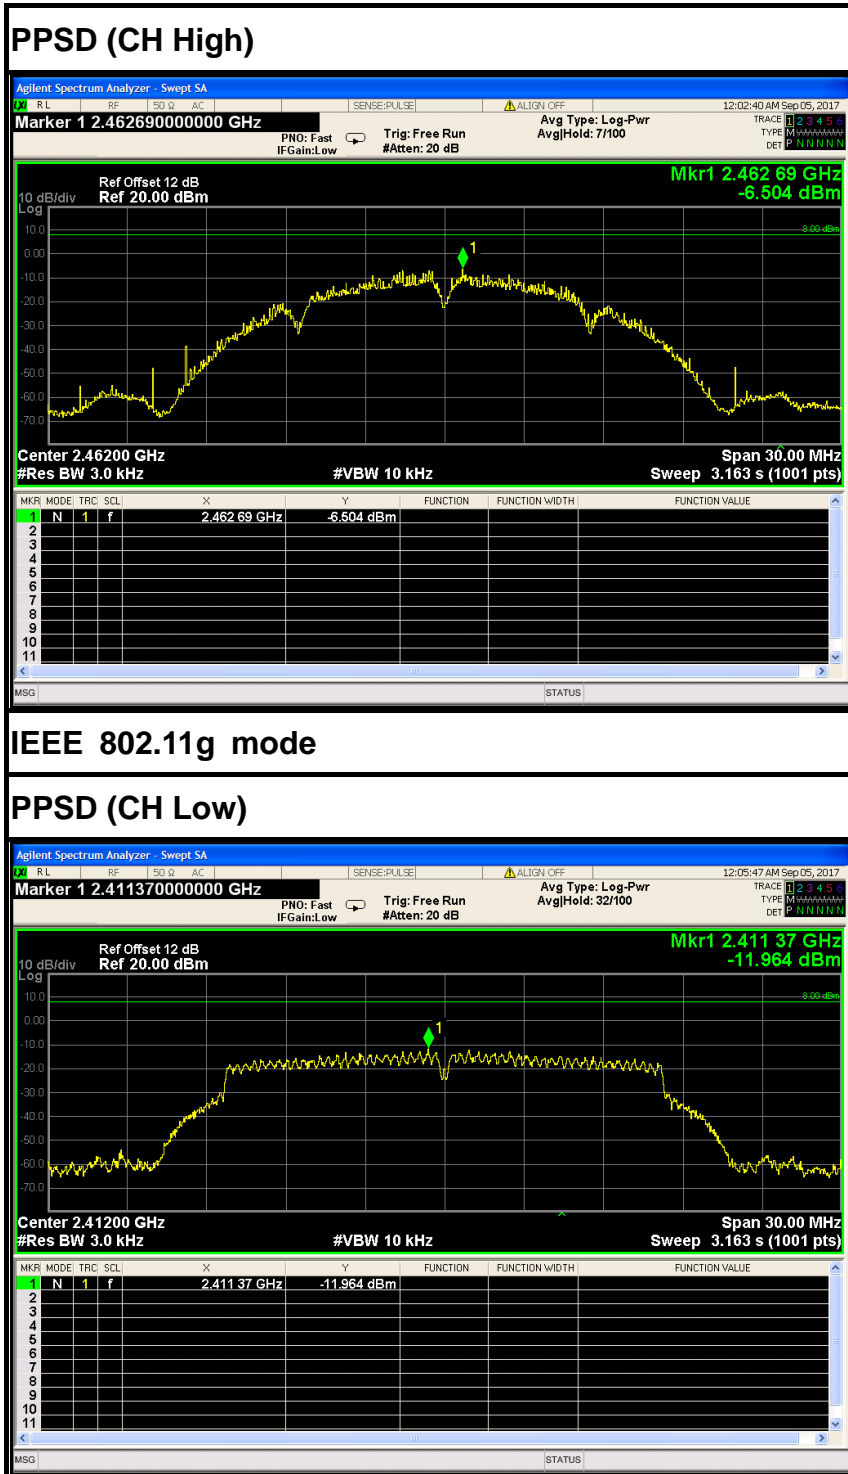 PPSD (CH High)
Agilent Spectrum Analyzer - Swept SA
LXI RL RF 50 Ω AC SENSE:PULSE ALIGN OFF 12:02:40 AM Sep 05, 2017
Marker 1 2.462690000000 GHz Avg Type: Log-Pwr TRACE 1 2 3 4 5 6
PNO: Fast Trig: Free Run Avg|Hold: 7/100 TYPE M
IFGain:Low #Atten: 20 dB DET P N N N N N
Mkr1 2.462 69 GHz
-6.504 dBm
Ref Offset 12 dB
10 dB/div Ref 20.00 dBm
Log
10.0
8.00 dBm
0.00
1
-10.0
-20.0
-30.0
-40.0
-50.0
-60.0
-70.0
Center 2.46200 GHz Span 30.00 MHz
#Res BW 3.0 kHz #VBW 10 kHz Sweep 3.163 s (1001 pts)
MKR MODE TRC SCL X Y FUNCTION FUNCTION WIDTH FUNCTION VALUE
1 N 1 f 2.462 69 GHz -6.504 dBm
2
3
4
5
6
7
8
9
10
11
MSG STATUS
IEEE 802.11g mode
PPSD (CH Low)
Agilent Spectrum Analyzer - Swept SA
LXI RL RF 50 Ω AC SENSE:PULSE ALIGN OFF 12:05:47 AM Sep 05, 2017
Marker 1 2.411370000000 GHz Avg Type: Log-Pwr TRACE 1 2 3 4 5 6
PNO: Fast Trig: Free Run Avg|Hold: 32/100 TYPE M
IFGain:Low #Atten: 20 dB DET P N N N N N
Mkr1 2.411 37 GHz
-11.964 dBm
Ref Offset 12 dB
10 dB/div Ref 20.00 dBm
Log
10.0
8.00 dBm
0.00
1
-10.0
-20.0
-30.0
-40.0
-50.0
-60.0
-70.0
Center 2.41200 GHz Span 30.00 MHz
#Res BW 3.0 kHz #VBW 10 kHz Sweep 3.163 s (1001 pts)
MKR MODE TRC SCL X Y FUNCTION FUNCTION WIDTH FUNCTION VALUE
1 N 1 f 2.411 37 GHz -11.964 dBm
2
3
4
5
6
7
8
9
10
11
MSG STATUS